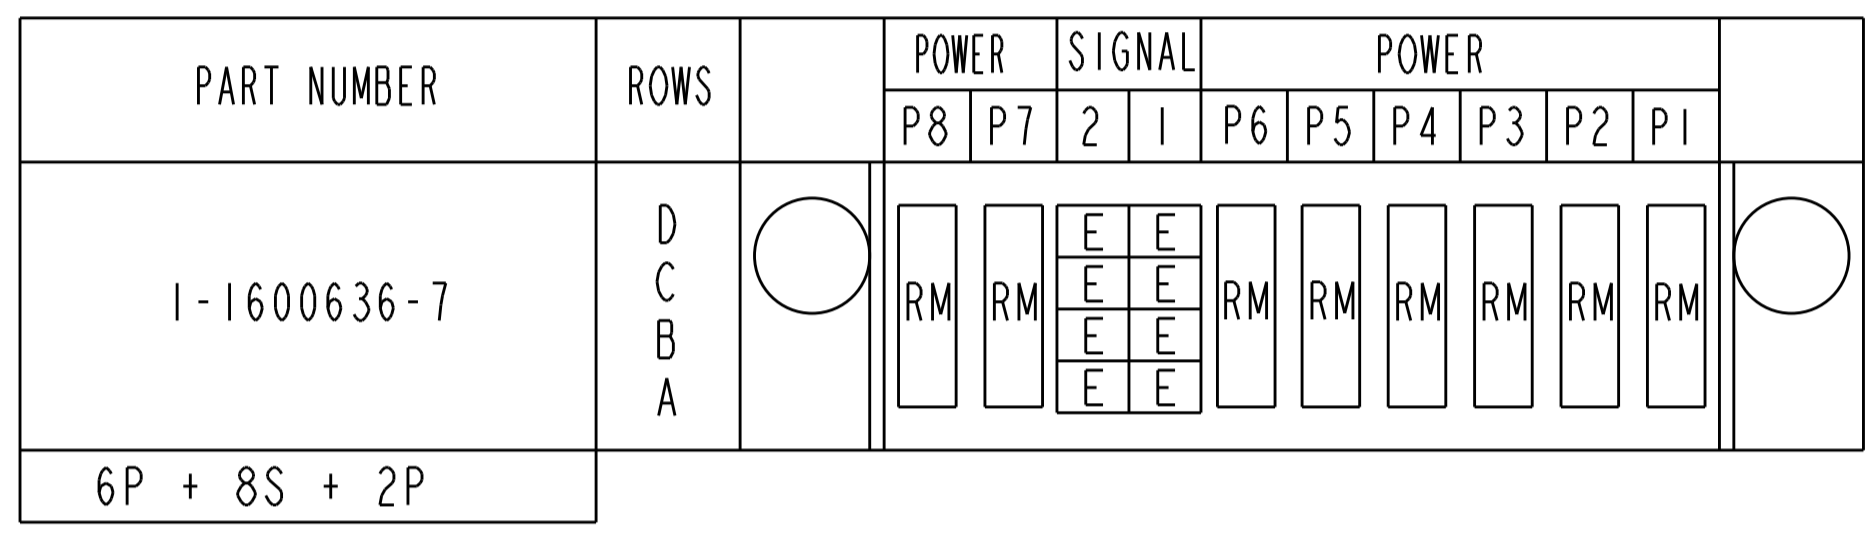 PART NUMBER ROWS POWER SIGNAL POWER
P8 P7 2 1 P6 P5 P4 P3 P2 P1
1-1600636-7
D E E
C E E
RM RM RM RM RM RM RM RM
B E E
A E E
6P + 8S + 2P